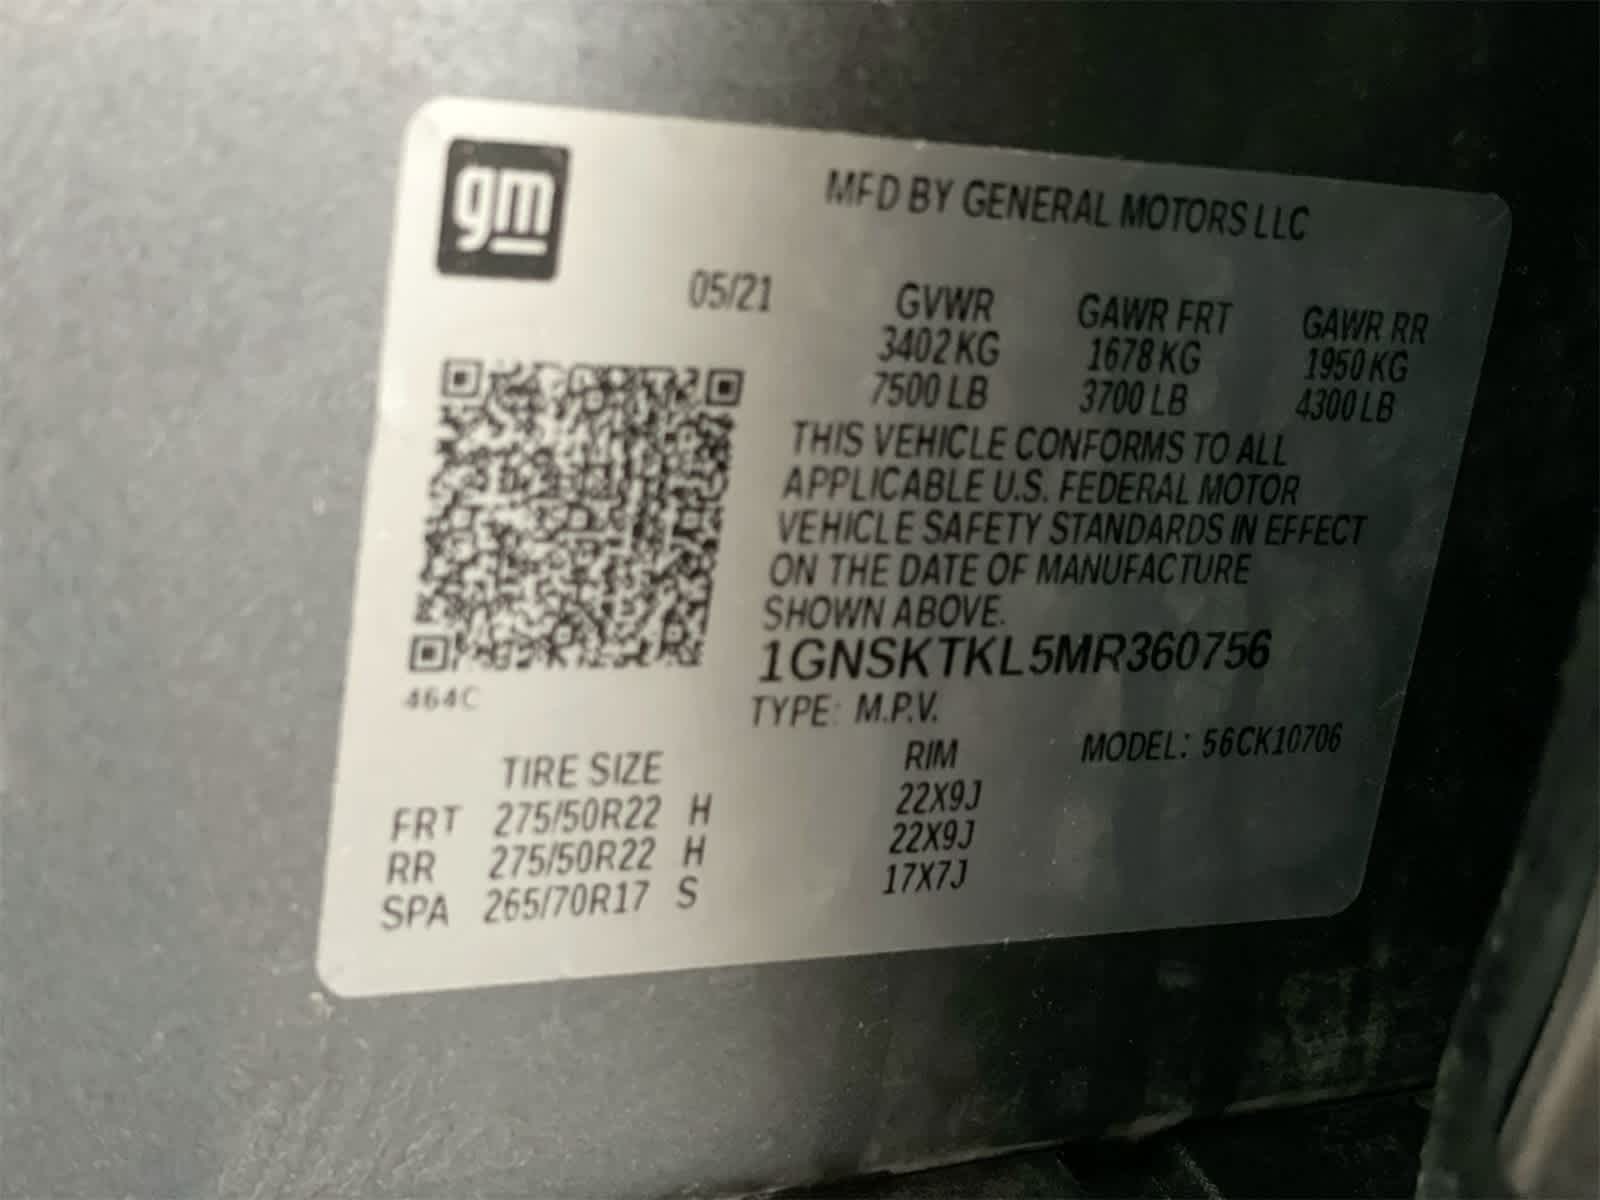 gm
MFD BY GENERAL MOTORS LLC
05/21
GVWR GAWR FRT GAWR RR
3402 KG 1678 KG 1950 KG
7500 LB 3700 LB 4300 LB
THIS VEHICLE CONFORMS TO ALL
APPLICABLE U.S. FEDERAL MOTOR
VEHICLE SAFETY STANDARDS IN EFFECT
ON THE DATE OF MANUFACTURE
SHOWN ABOVE.
1GNSKTKL5MR360756
464C
TYPE: M.P.V.
MODEL: 56CK10706
TIRE SIZE RIM
FRT 275/50R22 H 22X9J
RR 275/50R22 H 22X9J
SPA 265/70R17 S 17X7J